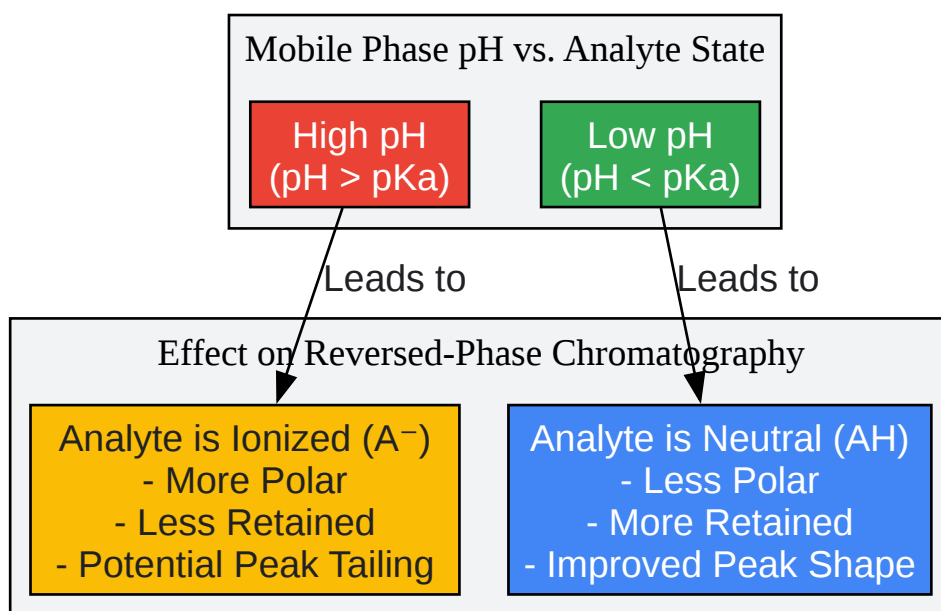 Mobile Phase pH vs. Analyte State
High pH
(pH > pKa)
Low pH
(pH < pKa)
Leads to
Leads to
Effect on Reversed-Phase Chromatography
Analyte is Ionized (A⁻)
- More Polar
- Less Retained
- Potential Peak Tailing
Analyte is Neutral (AH)
- Less Polar
- More Retained
- Improved Peak Shape